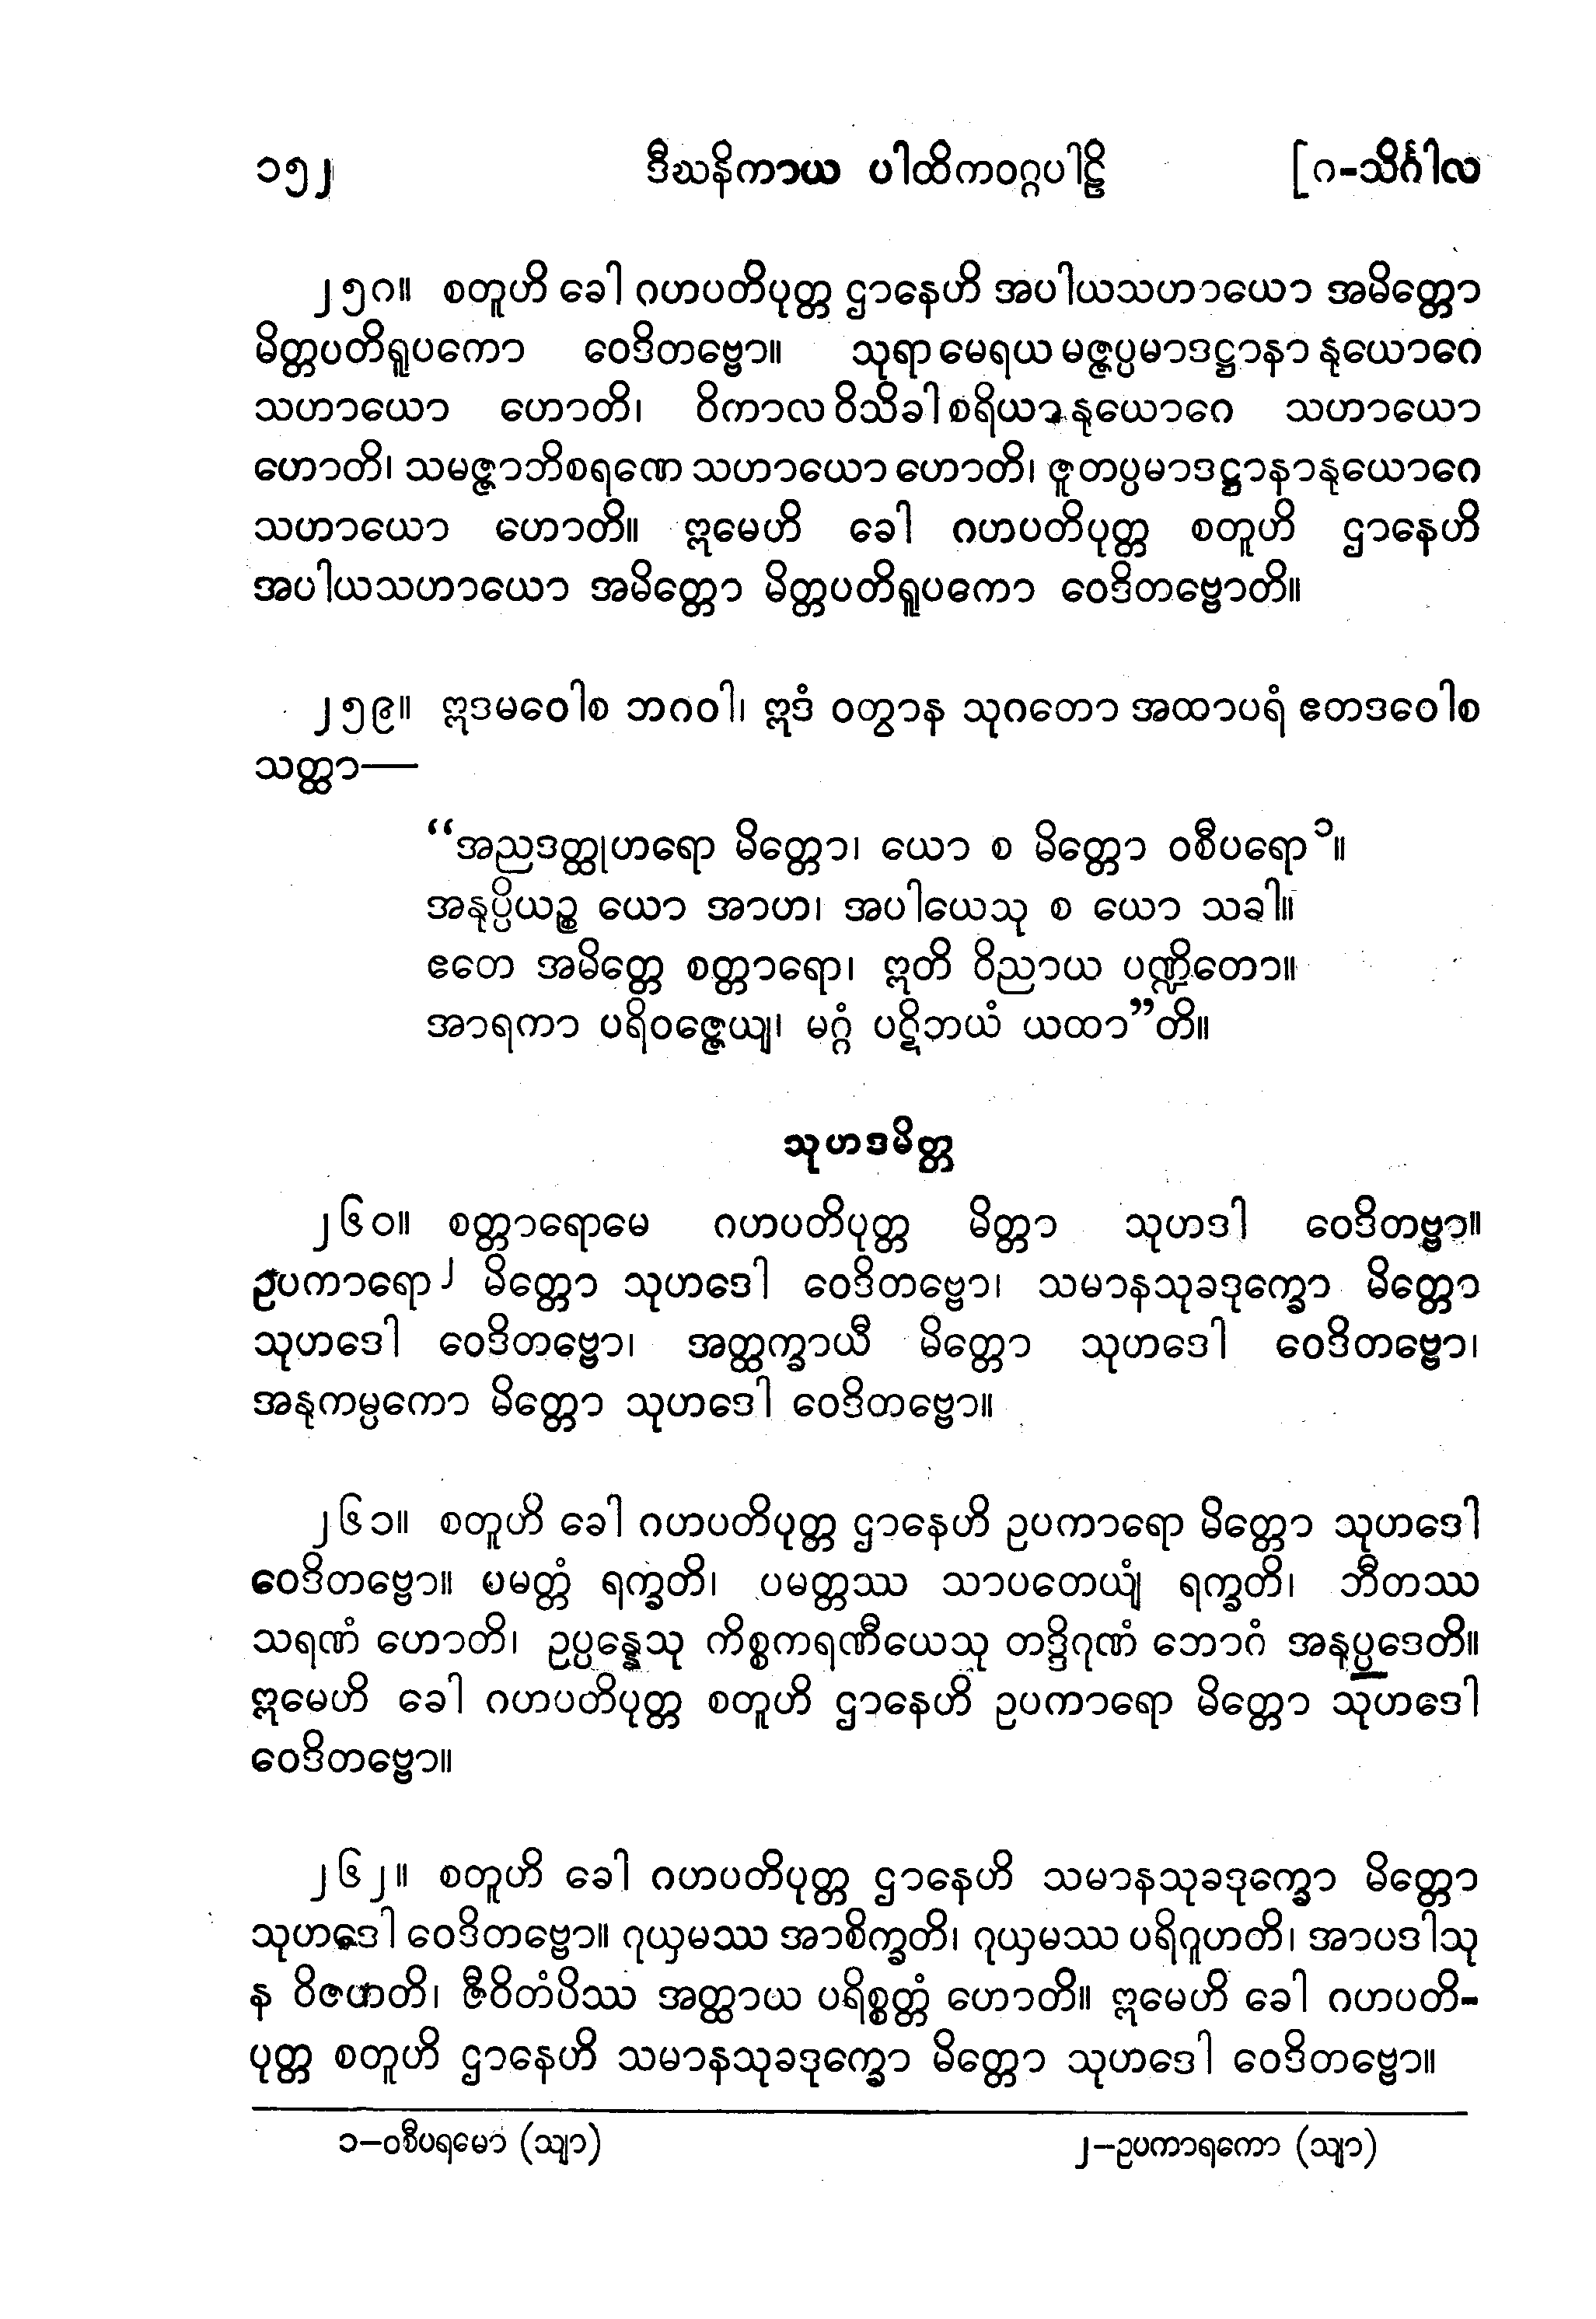 ၁၅၂ ဒီဃနိကာယ ပါထိကဝဂ္ဂပါဠိ [ဂ-သိင်္ဂါလ
၂၅ဂ။ စတူဟိ ခေါ ဂဟပတိပုတ္တ ဌာနေဟိ အပါယသဟာယော အမိတ္တော
မိတ္တပတိရူပကော ဝေဒိတဗ္ဗော။ သုရာ မေရယ မဇ္ဇပ္ပမာဒဋ္ဌာနာ နုယောဂေ
သဟာယော ဟောတိ၊ ဝိကာလ ဝိသိခါ စရိယာ နုယောဂေ သဟာယော
ဟောတိ၊ သမဇ္ဇာဘိစရဏေ သဟာယော ဟောတိ၊ ဇူတပ္ပမာဒဋ္ဌာနာနုယောဂေ
သဟာယော ဟောတိ။ ဣမေဟိ ခေါ ဂဟပတိပုတ္တ စတူဟိ ဌာနေဟိ
အပါယသဟာယော အမိတ္တော မိတ္တပတိရူပကော ဝေဒိတဗ္ဗောတိ။
၂၅၉။ ဣဒမဝေါစ ဘဂဝါ၊ ဣဒံ ဝတွာန သုဂတော အထာပရံ ဧတဒဝေါစ
သတ္ထာ—
“အညဒတ္ထုဟရော မိတ္တော၊ ယော စ မိတ္တော ဝစီပရော၁။
အနုပ္ပိယဉ္စ ယော အာဟ၊ အပါယေသု စ ယော သခါ။
ဧတေ အမိတ္တေ စတ္တာရော၊ ဣတိ ဝိညာယ ပဏ္ဍိတော။
အာရကာ ပရိဝဇ္ဇေယျ၊ မဂ္ဂံ ပဋိဘယံ ယထာ”တိ။
သုဟဒမိတ္တ
၂၆၀။ စတ္တာရောမေ ဂဟပတိပုတ္တ မိတ္တာ သုဟဒါ ဝေဒိတဗ္ဗာ။
ဥပကာရော၂ မိတ္တော သုဟဒေါ ဝေဒိတဗ္ဗော၊ သမာနသုခဒုက္ခော မိတ္တော
သုဟဒေါ ဝေဒိတဗ္ဗော၊ အတ္ထက္ခာယီ မိတ္တော သုဟဒေါ ဝေဒိတဗ္ဗော၊
အနုကမ္ပကော မိတ္တော သုဟဒေါ ဝေဒိတဗ္ဗော။
၂၆၁။ စတူဟိ ခေါ ဂဟပတိပုတ္တ ဌာနေဟိ ဥပကာရော မိတ္တော သုဟဒေါ
ဝေဒိတဗ္ဗော။ ပမတ္တံ ရက္ခတိ၊ ပမတ္တဿ သာပတေယျံ ရက္ခတိ၊ ဘီတဿ
သရဏံ ဟောတိ၊ ဥပ္ပန္နေသု ကိစ္စကရဏီယေသု တဒ္ဒိဂုဏံ ဘောဂံ အနုပ္ပဒေတိ။
ဣမေဟိ ခေါ ဂဟပတိပုတ္တ စတူဟိ ဌာနေဟိ ဥပကာရော မိတ္တော သုဟဒေါ
ဝေဒိတဗ္ဗော။
၂၆၂။ စတူဟိ ခေါ ဂဟပတိပုတ္တ ဌာနေဟိ သမာနသုခဒုက္ခော မိတ္တော
သုဟဒေါ ဝေဒိတဗ္ဗော။ ဂုယှမဿ အာစိက္ခတိ၊ ဂုယှမဿ ပရိဂူဟတိ၊ အာပဒါသု
န ဝိဇဟတိ၊ ဇီဝိတံပိဿ အတ္ထာယ ပရိစ္စတ္တံ ဟောတိ။ ဣမေဟိ ခေါ ဂဟပတိ-
ပုတ္တ စတူဟိ ဌာနေဟိ သမာနသုခဒုက္ခော မိတ္တော သုဟဒေါ ဝေဒိတဗ္ဗော။
၁–ဝစီပရမော (သျာ) ၂–ဥပကာရကော (သျာ)